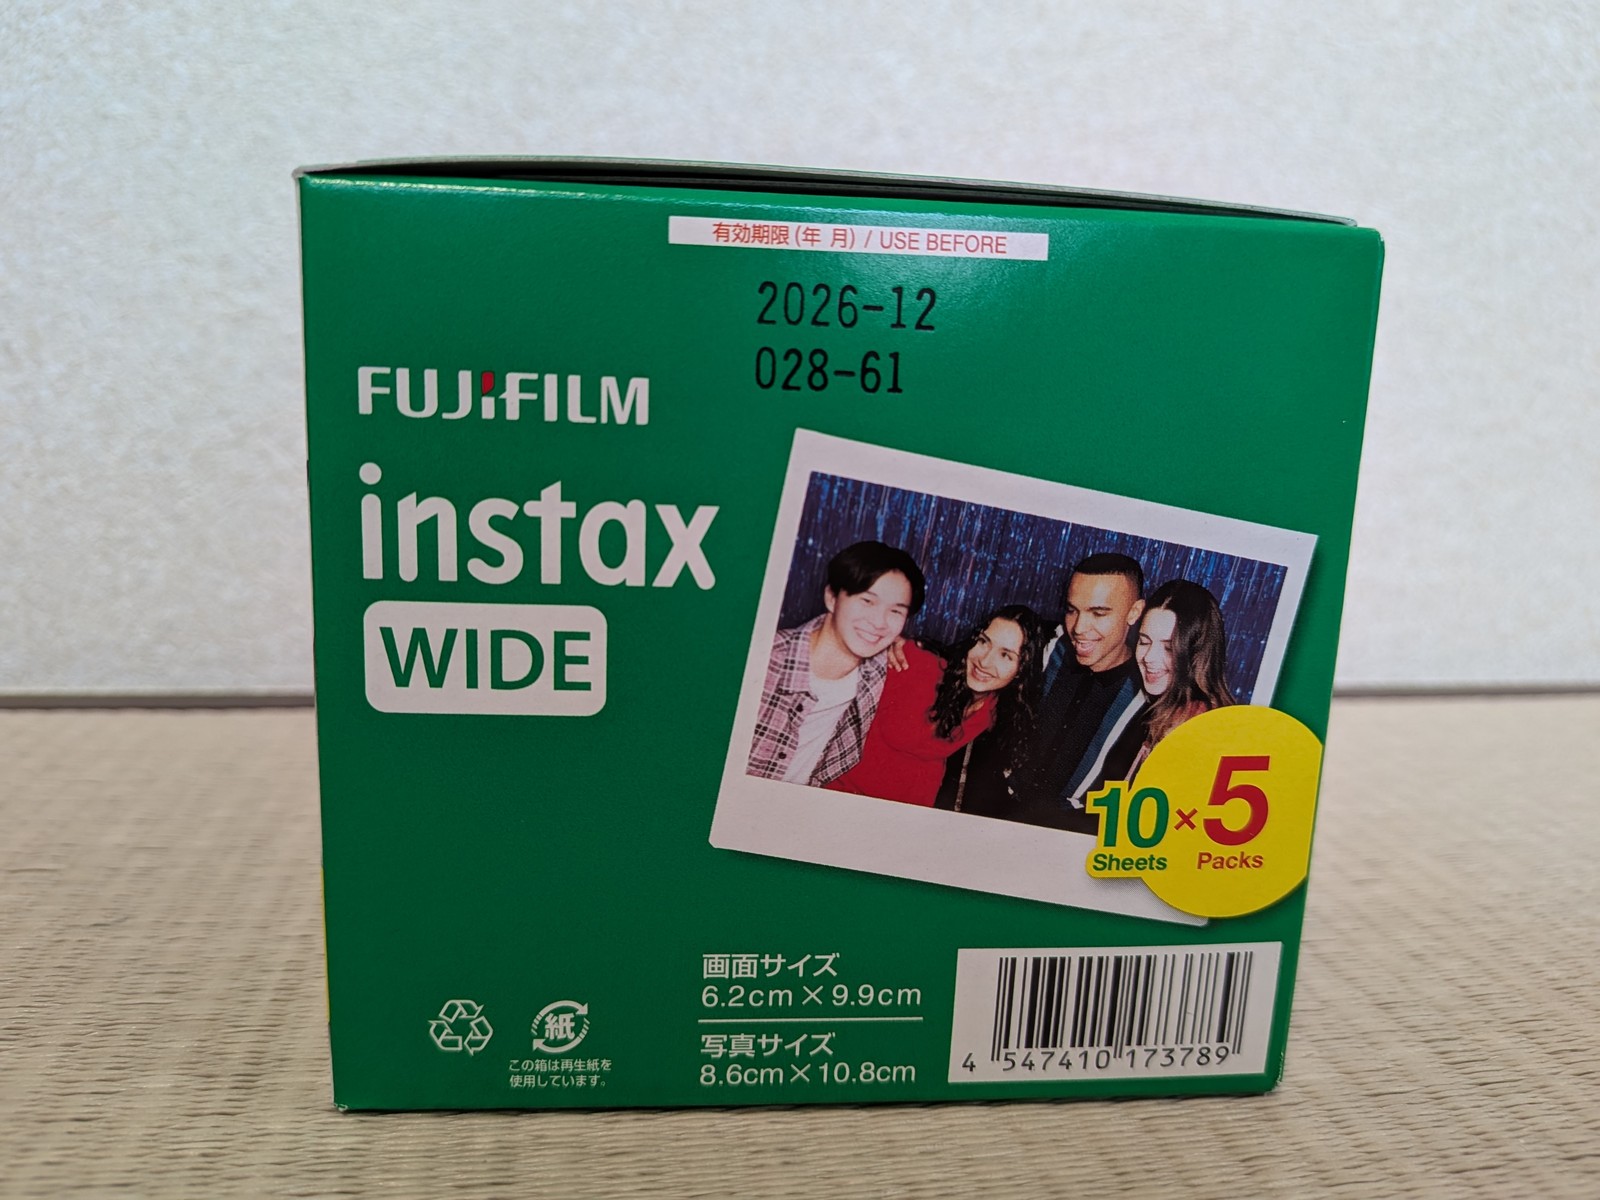 有効期限(年 月) / USE BEFORE
2026-12
028-61
FUJIFILM
instax
WIDE
10×5
Sheets Packs
画面サイズ
6.2cm×9.9cm
写真サイズ
8.6cm×10.8cm
紙
この箱は再生紙を
使用しています。
4 547410 173789